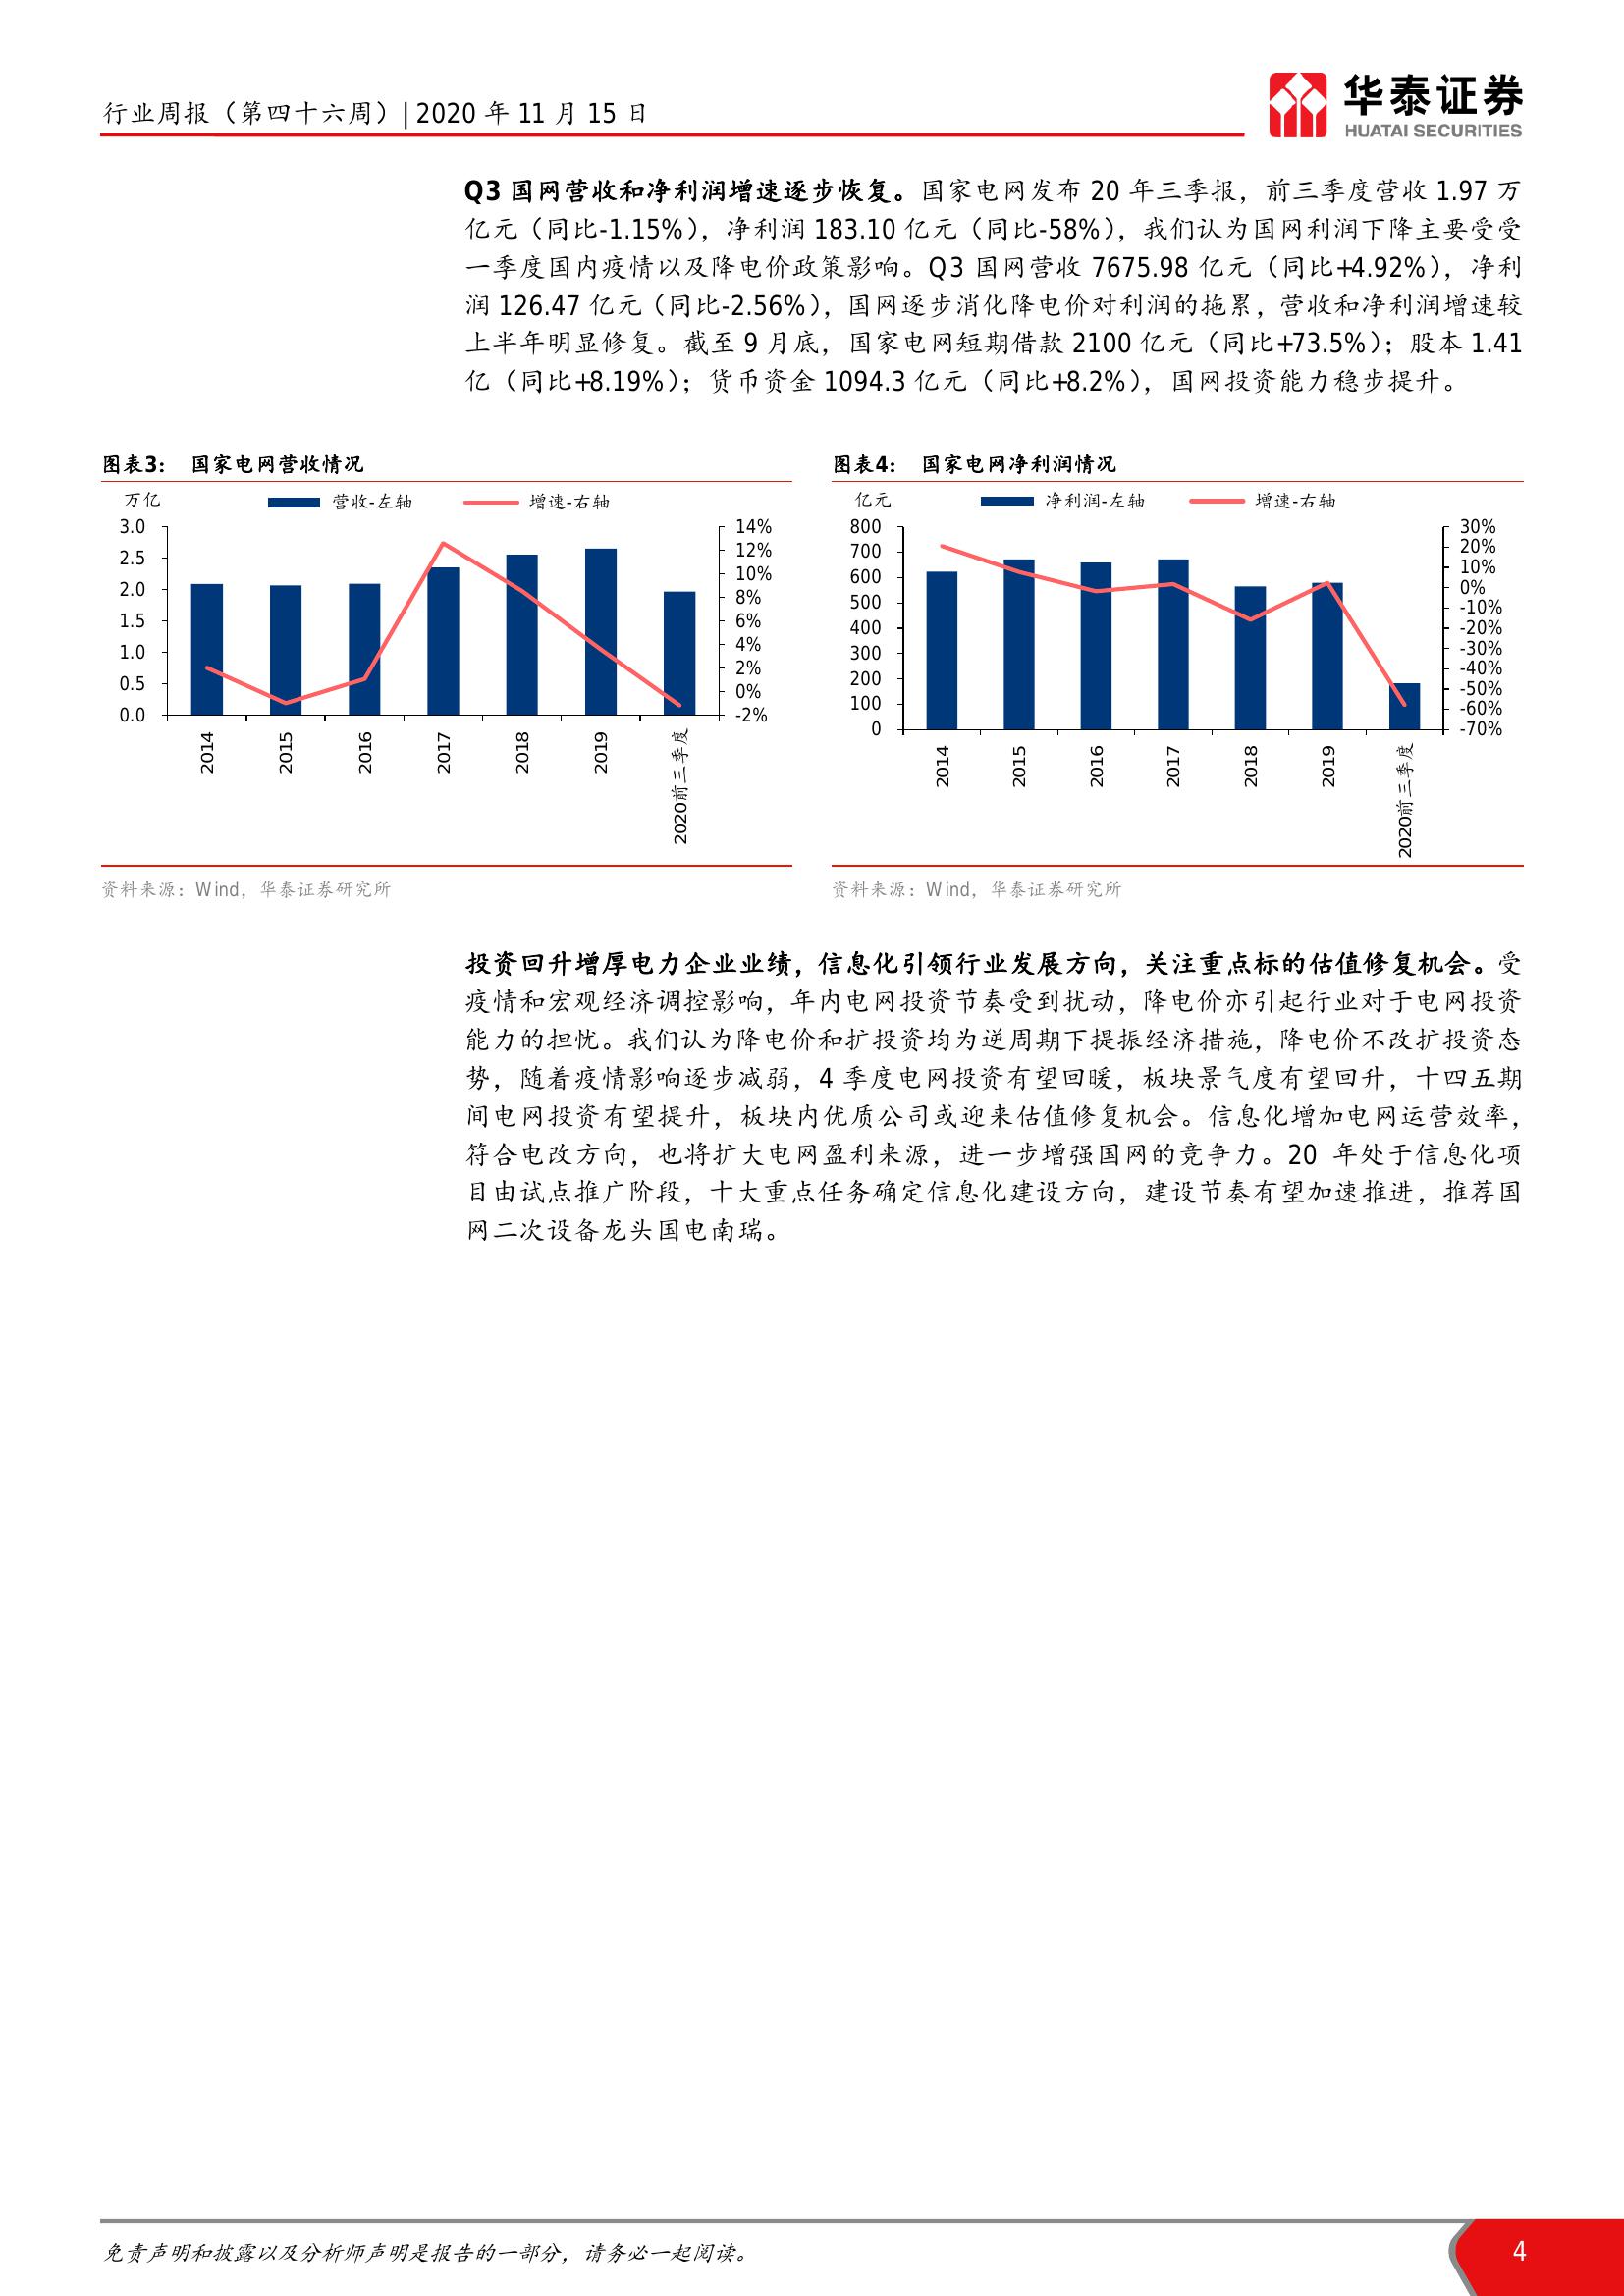 行业周报（第四十六周）| 2020 年 11 月 15 日
华泰证券
HUATAI SECURITIES
Q3 国网营收和净利润增速逐步恢复。国家电网发布 20 年三季报，前三季度营收 1.97 万
亿元（同比-1.15%），净利润 183.10 亿元（同比-58%），我们认为国网利润下降主要受受
一季度国内疫情以及降电价政策影响。Q3 国网营收 7675.98 亿元（同比+4.92%），净利
润 126.47 亿元（同比-2.56%），国网逐步消化降电价对利润的拖累，营收和净利润增速较
上半年明显修复。截至 9 月底，国家电网短期借款 2100 亿元（同比+73.5%）；股本 1.41
亿（同比+8.19%）；货币资金 1094.3 亿元（同比+8.2%），国网投资能力稳步提升。
图表3： 国家电网营收情况
万亿
营收-左轴 增速-右轴
3.0
2.5
2.0
1.5
1.0
0.5
0.0
14%
12%
10%
8%
6%
4%
2%
0%
-2%
2014
2015
2016
2017
2018
2019
2020前三季度
资料来源：Wind，华泰证券研究所
图表4： 国家电网净利润情况
亿元
净利润-左轴 增速-右轴
800
700
600
500
400
300
200
100
0
30%
20%
10%
0%
-10%
-20%
-30%
-40%
-50%
-60%
-70%
2014
2015
2016
2017
2018
2019
2020前三季度
资料来源：Wind，华泰证券研究所
投资回升增厚电力企业业绩，信息化引领行业发展方向，关注重点标的估值修复机会。受
疫情和宏观经济调控影响，年内电网投资节奏受到扰动，降电价亦引起行业对于电网投资
能力的担忧。我们认为降电价和扩投资均为逆周期下提振经济措施，降电价不改扩投资态
势，随着疫情影响逐步减弱，4 季度电网投资有望回暖，板块景气度有望回升，十四五期
间电网投资有望提升，板块内优质公司或迎来估值修复机会。信息化增加电网运营效率，
符合电改方向，也将扩大电网盈利来源，进一步增强国网的竞争力。20 年处于信息化项
目由试点推广阶段，十大重点任务确定信息化建设方向，建设节奏有望加速推进，推荐国
网二次设备龙头国电南瑞。
免责声明和披露以及分析师声明是报告的一部分，请务必一起阅读。
4